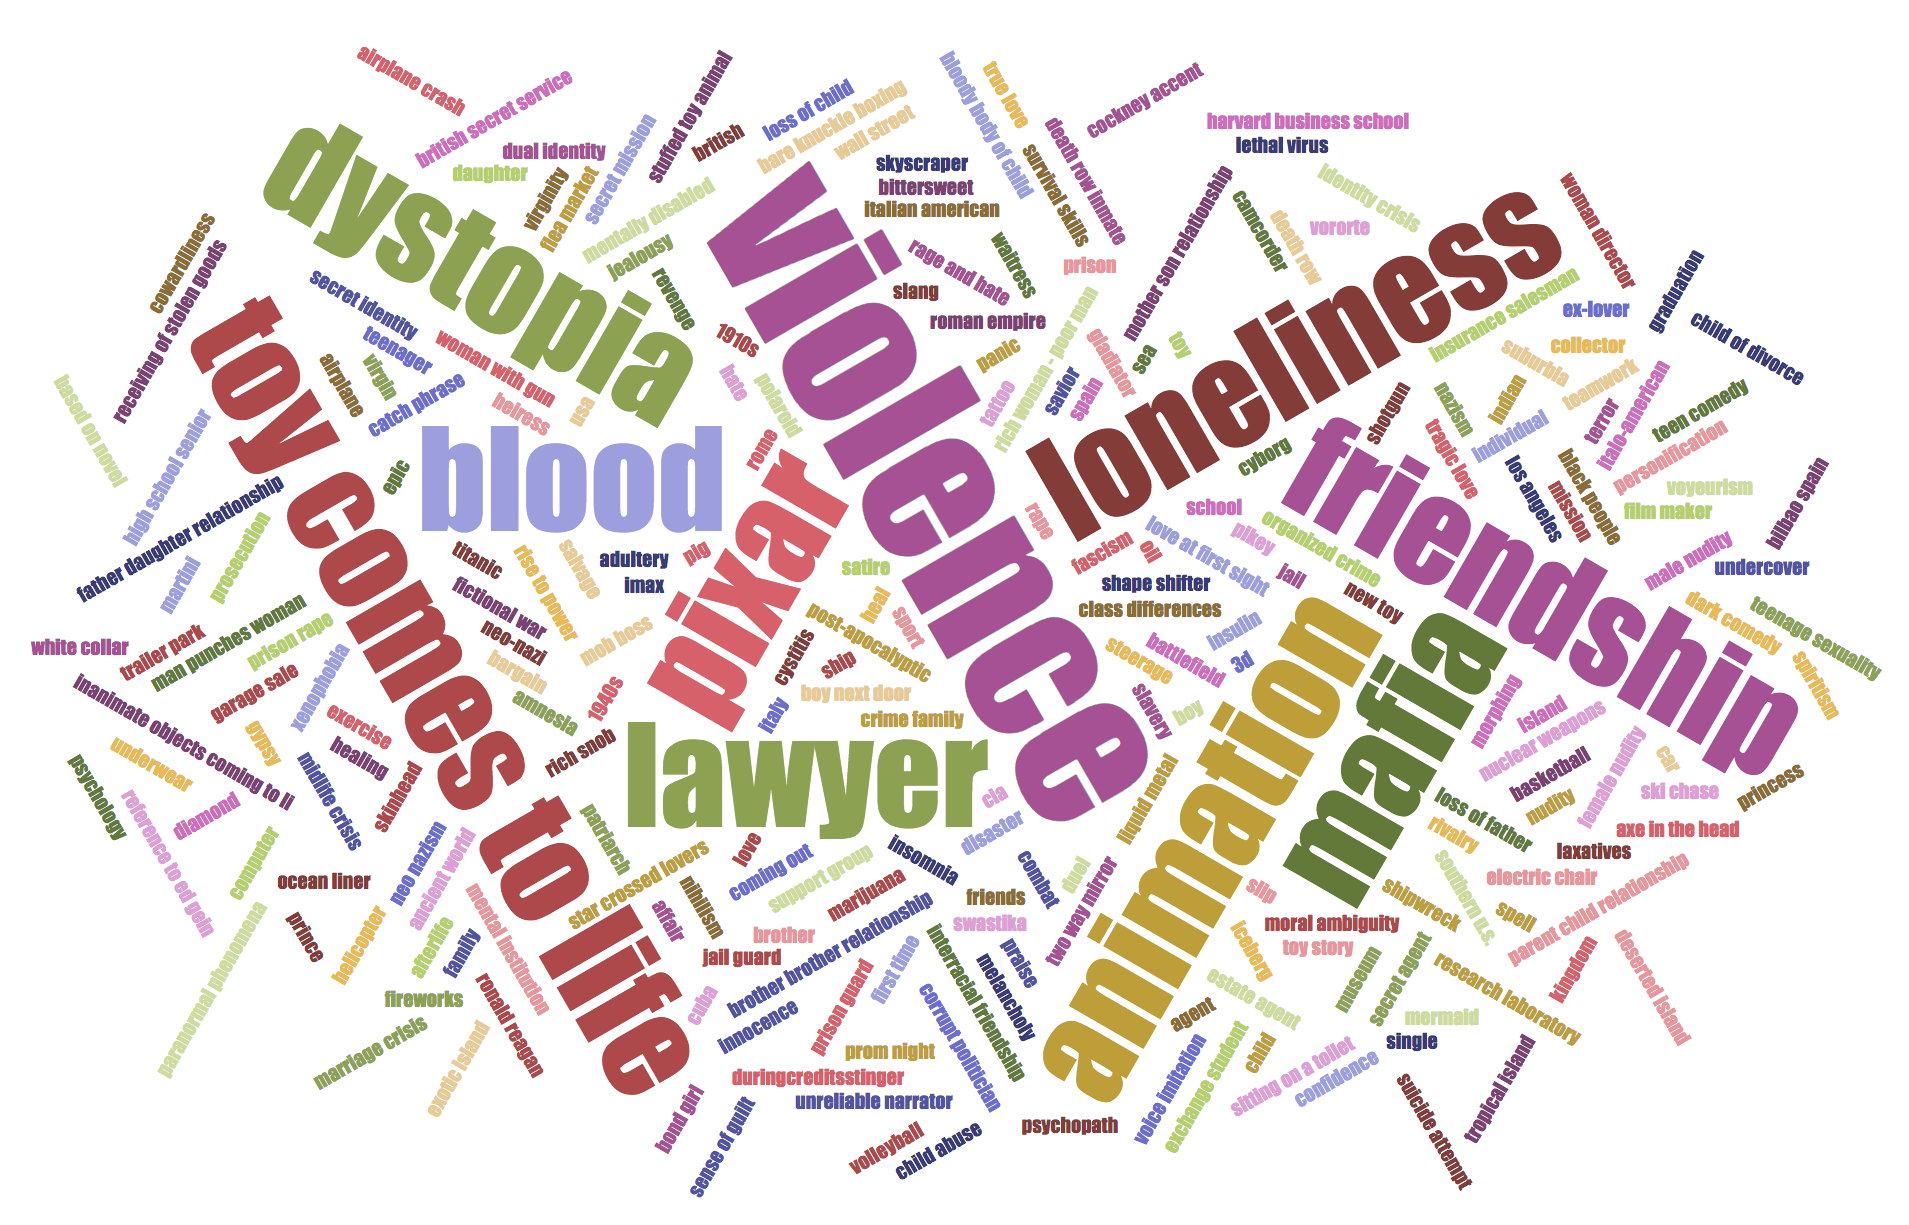 airplane crash
british secret service
dual identity
daughter
virginity
flea market
secret mission
stuffed toy animal
british
loss of child
bare knuckle boxing
wall street
bloody body of child
true love
survival skills
death row inmate
cockney accent
harvard business school
lethal virus
identity crisis
skyscraper
bittersweet
italian american
mentally disabled
jealousy
revenge
dystopia
violence
rage and hate
waitress
prison
mother son relationship
camcorder
death row
vororte
woman director
graduation
child of divorce
cowardliness
receiving of stolen goods
secret identity
teenager
airplane
virgin
catch phrase
woman with gun
heiress
usa
1910s
hate
polaroid
rome
slang
roman empire
panic
tattoo
rich woman - poor man
savior
spain
gladiator
sea
toy
loneliness
insurance salesman
ex-lover
collector
suburbia
teamwork
italo-american
terror
teen comedy
personification
based on novel
high school senior
father daughter relationship
epic
toy comes to life
blood
pixar
rape
cyborg
shotgun
nazism
tragic love
indian
individual
los angeles
mission
black people
voyeurism
film maker
bilbao spain
friendship
martini
prosecution
titanic
rise to power
salvage
adultery
imax
pig
satire
heal
sport
fascism
oil
school
pikey
love at first sight
organized crime
jail
new toy
shape shifter
class differences
male nudity
undercover
dark comedy
teenage sexuality
spiritism
white collar
trailer park
man punches woman
prison rape
fictional war
neo-nazi
mob boss
bargain
amnesia
1940s
cystitis
ship
post-apocalyptic
boy next door
crime family
italy
steerage
battlefield
insulin
3d
slavery
boy
animation
mafia
inanimate objects coming to li
garage sale
xenophobia
gypsy
exercise
healing
underwear
psychology
reference to ed gein
diamond
midlife crisis
skinhead
rich snob
lawyer
cia
disaster
liquid metal
morphing
island
nuclear weapons
basketball
nudity
female nudity
car
ski chase
princess
axe in the head
laxatives
loss of father
rivalry
southern u.s.
electric chair
parent child relationship
computer
ocean liner
neo nazism
ancient world
patriarch
star crossed lovers
love
coming out
support group
marijuana
insomnia
friends
swastika
combat
duel
two way mirror
slip
iceberg
moral ambiguity
toy story
shipwreck
spell
paranormal phenomena
prince
helicopter
afterlife
family
mental institution
ronald reagan
affair
nihilism
brother
jail guard
brother brother relationship
cuba
innocence
prison guard
first time
interracial friendship
melancholy
praise
museum
secret agent
research laboratory
kingdom
deserted island
fireworks
marriage crisis
exotic island
prom night
duringcreditsstinger
unreliable narrator
corrupt politician
agent
estate agent
mermaid
single
child
voice imitation
exchange student
sitting on a toilet
confidence
tropical island
suicide attempt
bond girl
sense of guilt
volleyball
child abuse
psychopath